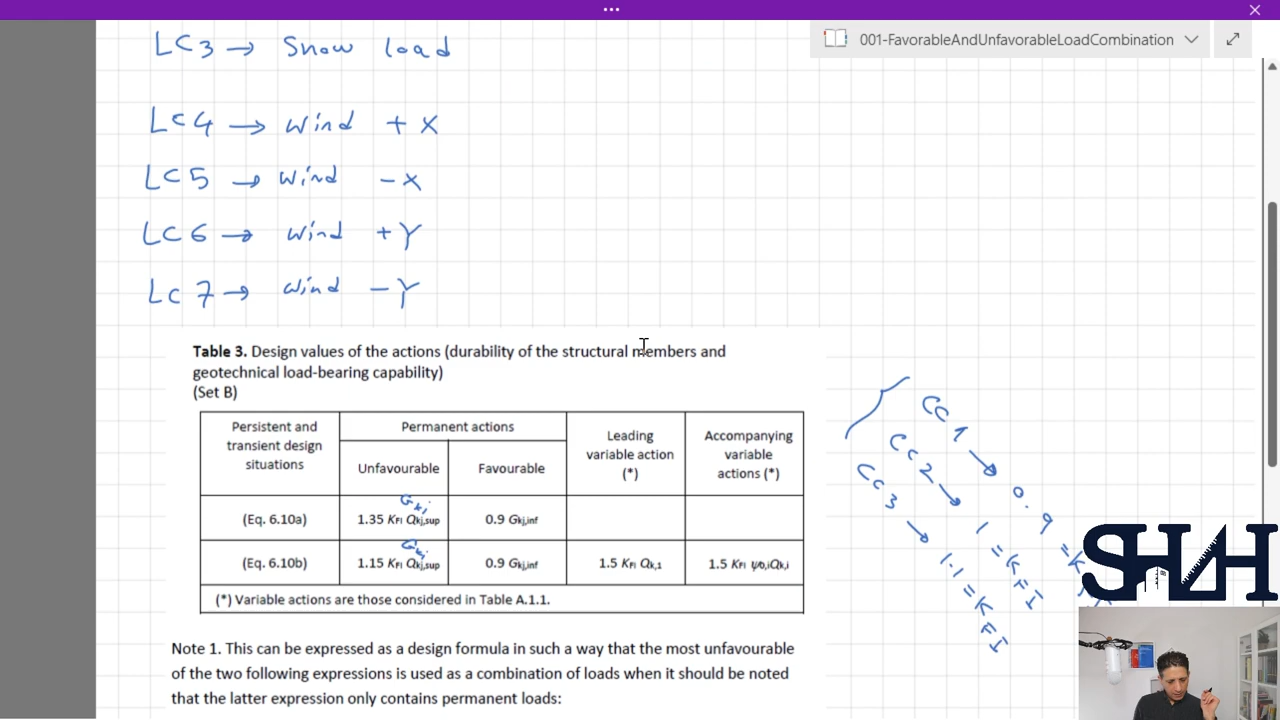 001-FavorableAndUnfavorableLoadCombination
LC3 → Snow load
LC4 → Wind + X
LC5 → Wind - X
LC6 → Wind + Y
LC7 → Wind - Y
Table 3. Design values of the actions (durability of the structural members and
geotechnical load-bearing capability)
(Set B)
Persistent and
transient design
situations
Permanent actions
Unfavourable
Favourable
Leading
variable action
(*)
Accompanying
variable
actions (*)
Gkj
(Eq. 6.10a)
1.35 KFI Qkj,sup
0.9 Gkj,inf
Gkj
(Eq. 6.10b)
1.15 KFI Qkj,sup
0.9 Gkj,inf
1.5 KFI Qk,1
1.5 KFI ψ0,iQk,i
(*) Variable actions are those considered in Table A.1.1.
Note 1. This can be expressed as a design formula in such a way that the most unfavourable
of the two following expressions is used as a combination of loads when it should be noted
that the latter expression only contains permanent loads:
CC1 → 0.9 = K
CC2 → 1 = KFI
CC3 → 1.1 = KFI
SHZH